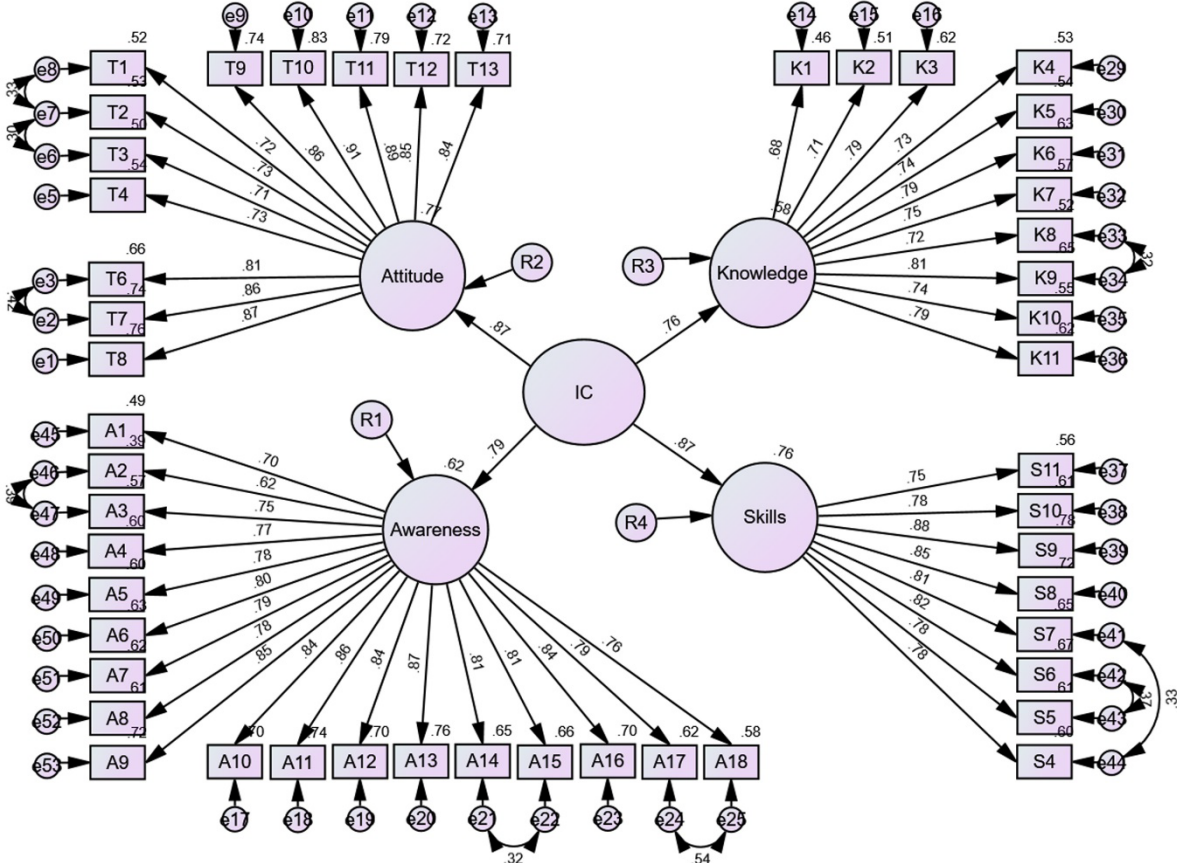 e9 e10 e11 e12 e13 e14 e15 e16
.52 .74 .83 .79 .72 .71 .46 .51 .62 .53
e8 T1 T9 T10 T11 T12 T13 K1 K2 K3 K4 e29
.33 .53 .54
e7 T2 K5 e30
.30 .50 .63
e6 T3 K6 e31
.54 .57
e5 T4 K7 e32
.52
K8 e33
.65 .32
K9 e34
.55
K10 e35
.62
K11 e36
.72 .86 .91 .89 .85 .84
.73
.71
.73
.77
.68 .71 .79 .73
.74
.79
.75
.72
.81
.74
.79
.58
.66
e3 T6 .81
.42 .74
e2 T7 .86
.76
e1 T8 .87
Attitude R2 R3 Knowledge
.87 .76
IC
.79 .87
R1 .62 .76
Awareness R4 Skills
.49
e45 A1 .70
.39
e46 A2 .62
.39 .57
e47 A3 .75
.60
e48 A4 .77
.60
e49 A5 .78
.63
e50 A6 .80
.62
e51 A7 .79
.61
e52 A8 .78
.72
e53 A9 .85
.84 .86 .84 .87 .81 .81 .84 .79 .76
.70 .74 .70 .76 .65 .66 .70 .62 .58
A10 A11 A12 A13 A14 A15 A16 A17 A18
e17 e18 e19 e20 e21 e22 e23 e24 e25
.32 .54
.56
.75 S11 e37
.61
.78 S10 e38
.78
.88 S9 e39
.72
.85 S8 e40
.65
.81 S7 e41
.67
.82 S6 e42
.61 .37 .33
.78 S5 e43
.60
.78 S4 e44